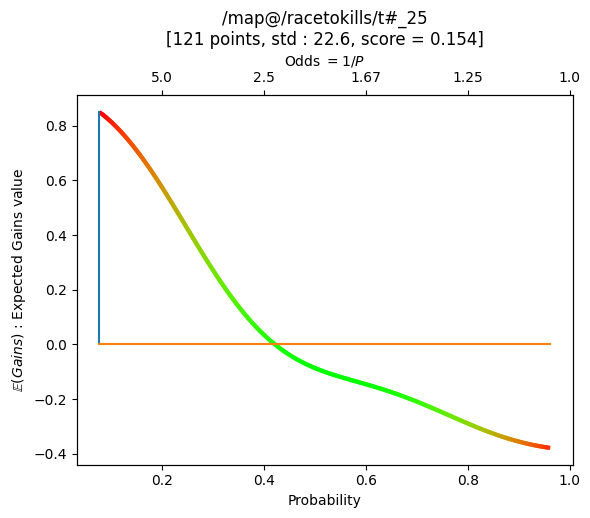 /map@/racetokills/t#_25
[121 points, std : 22.6, score = 0.154]
Odds = 1/P
5.0 2.5 1.67 1.25 1.0
0.8
0.6
0.4
0.2
0.0
−0.2
−0.4
𝔼(Gains) : Expected Gains value
0.2 0.4 0.6 0.8 1.0
Probability